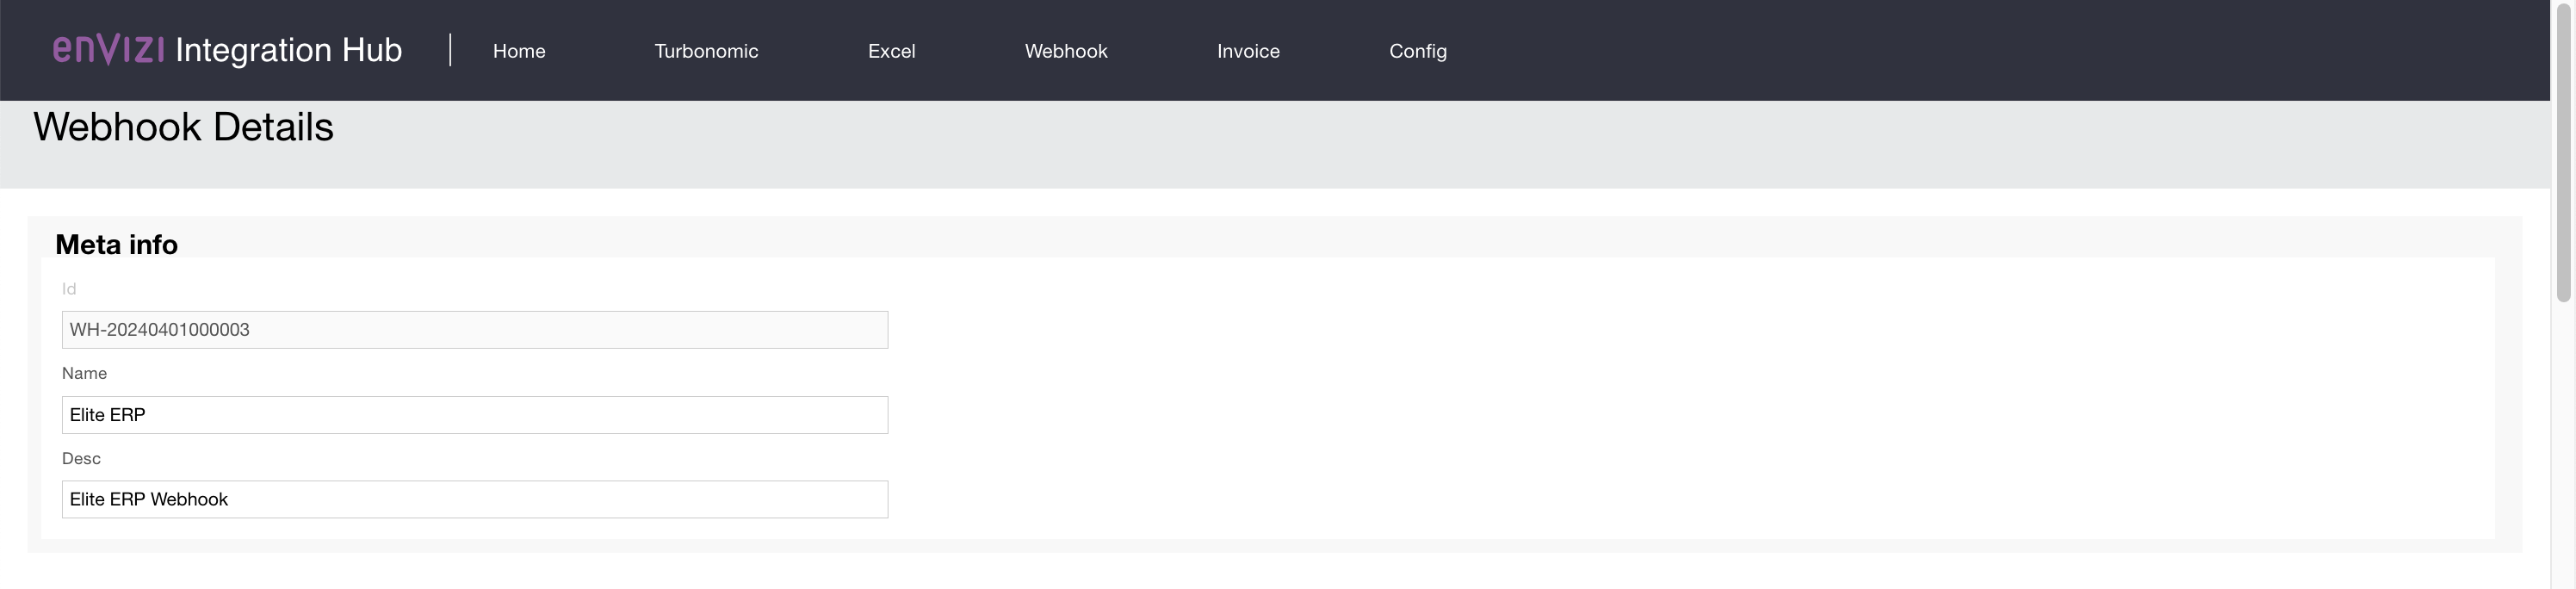 envizi Integration Hub | Home Turbonomic Excel Webhook Invoice Config
Webhook Details
Meta info
Id
WH-20240401000003
Name
Elite ERP
Desc
Elite ERP Webhook